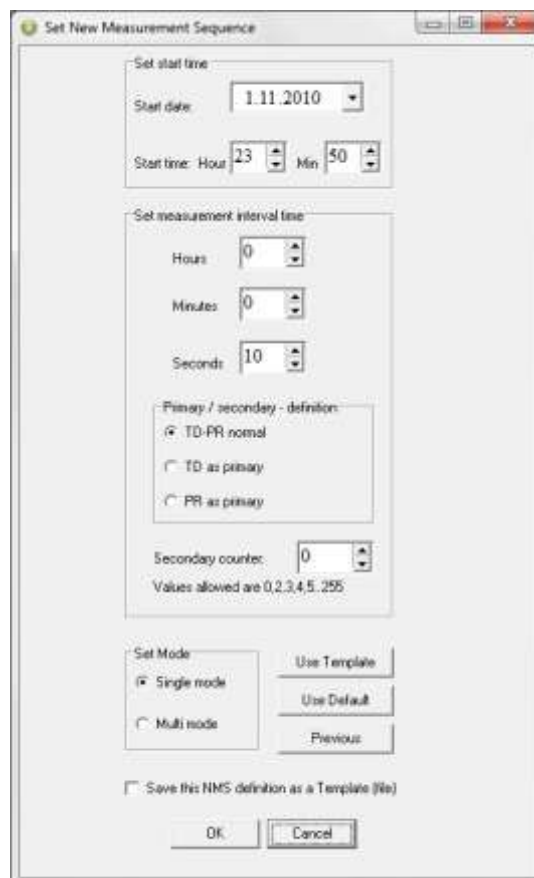 Set New Measurement Sequence
Set start time
Start date: 1.11.2010
Start time: Hour 23 Min 50
Set measurement interval time
Hours 0
Minutes 0
Seconds 10
Primary / secondary - definition
TD-PR normal
TD as primary
PR as primary
Secondary counter: 0
Values allowed are 0,2,3,4,5..255
Set Mode
Single mode
Multi mode
Use Template
Use Default
Previous
Save this NMS definition as a Template (file)
OK Cancel